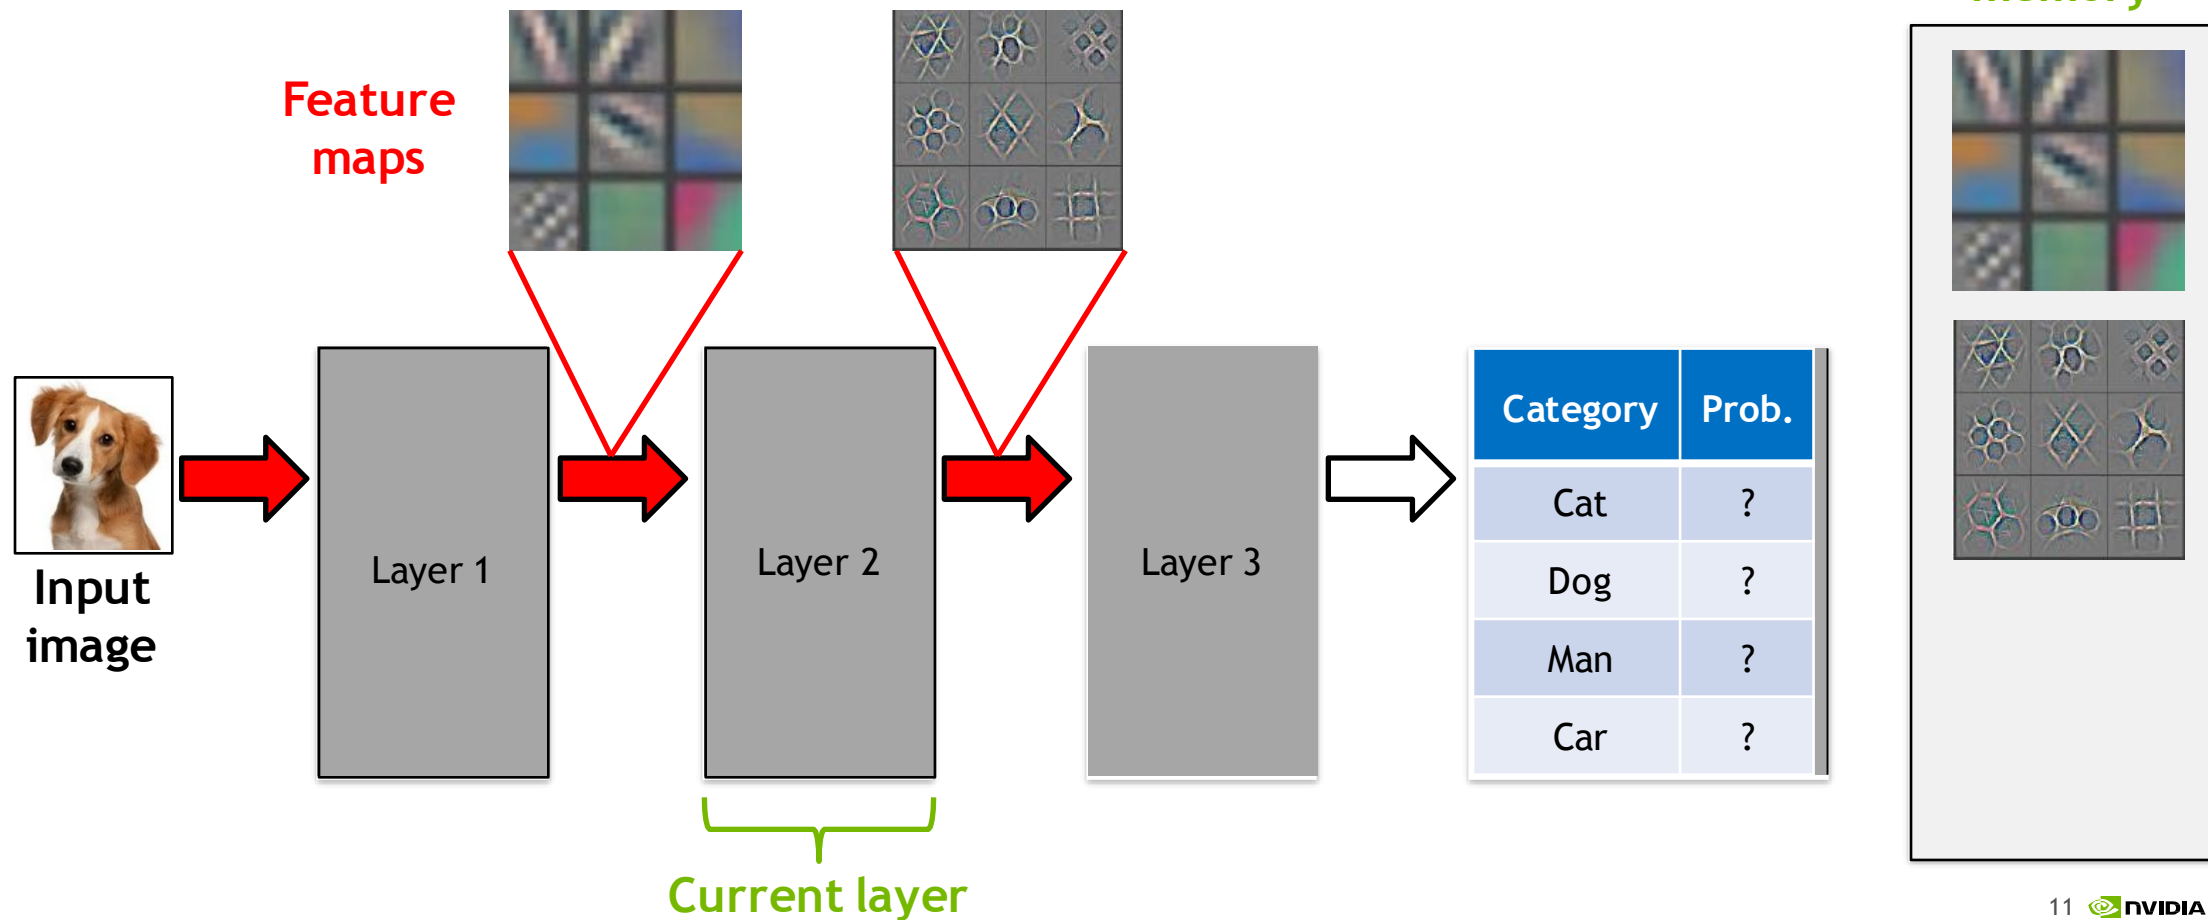 memory
Feature
maps
Input
image
Layer 1
Layer 2
Layer 3
Category Prob.
Cat ?
Dog ?
Man ?
Car ?
Current layer
11 NVIDIA